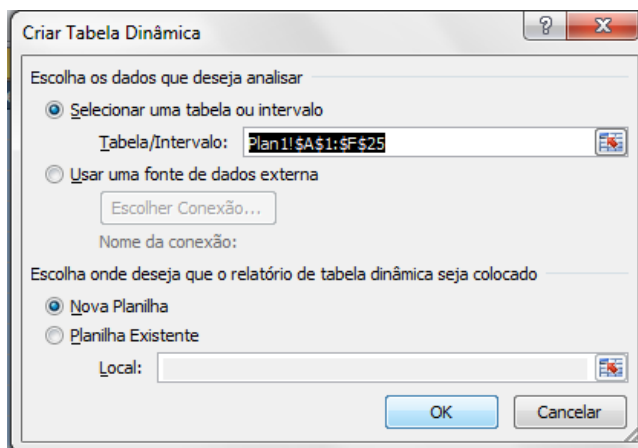 Criar Tabela Dinâmica
Escolha os dados que deseja analisar
Selecionar uma tabela ou intervalo
Tabela/Intervalo: Plan1!$A$1:$F$25
Usar uma fonte de dados externa
Escolher Conexão...
Nome da conexão:
Escolha onde deseja que o relatório de tabela dinâmica seja colocado
Nova Planilha
Planilha Existente
Local:
OK Cancelar